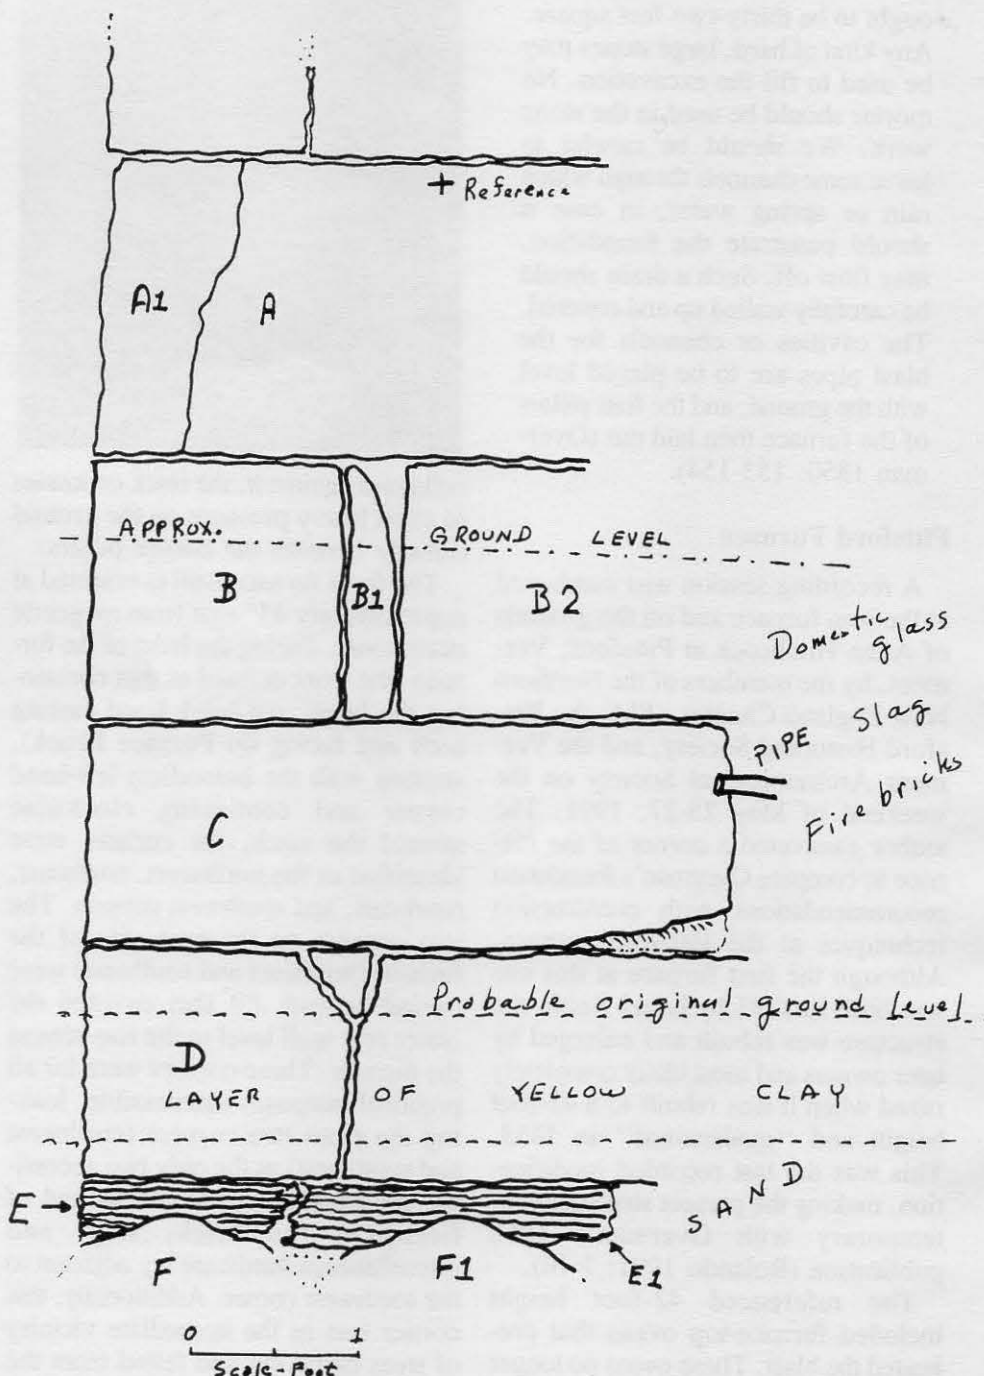 + Reference
A1 A
APPROX. GROUND LEVEL
B B1 B2
Domestic glass
Slag
PIPE
Fire bricks
C
Probable original ground level
D
LAYER OF YELLOW CLAY
SAND
E
F F1 E1
0 1
Scale-Foot